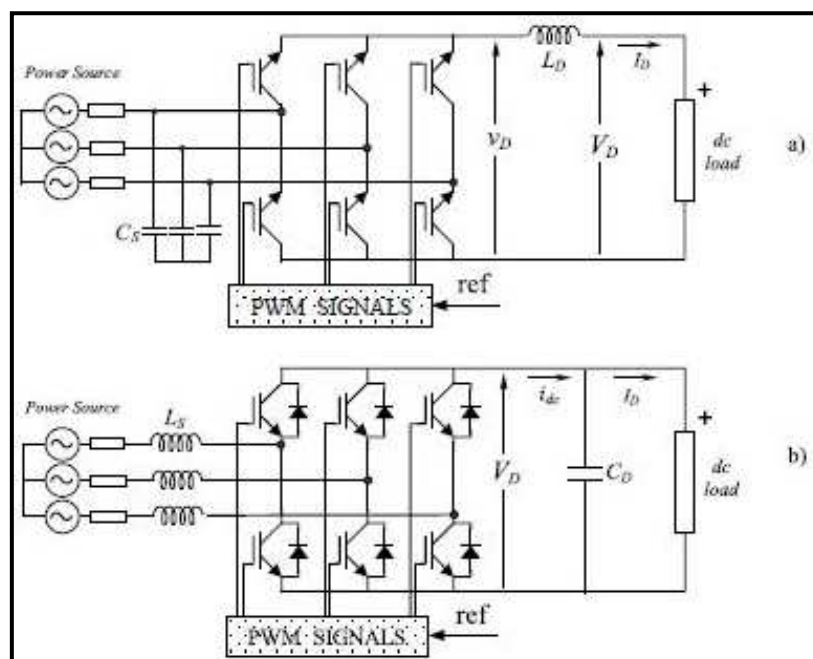 Power Source
L_D
I_D
v_D
V_D
+
dc
load
a)
C_S
PWM SIGNALS
ref
Power Source
L_S
i_dc
I_D
V_D
C_D
+
dc
load
b)
PWM SIGNALS
ref